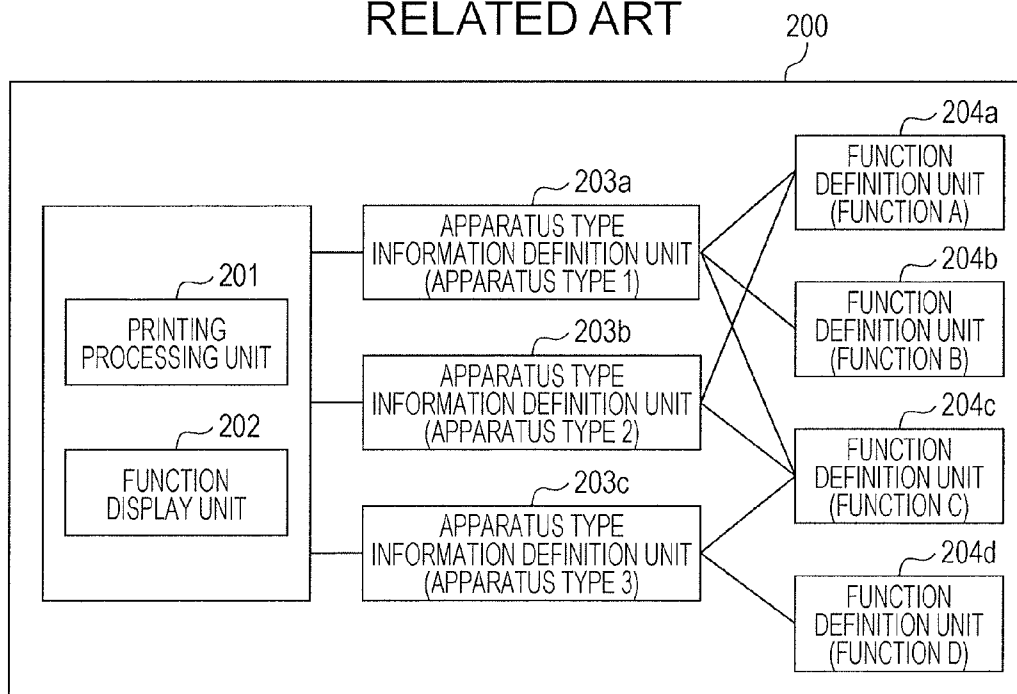 RELATED ART
200
201
PRINTING
PROCESSING UNIT
202
FUNCTION
DISPLAY UNIT
203a
APPARATUS TYPE
INFORMATION DEFINITION UNIT
(APPARATUS TYPE 1)
203b
APPARATUS TYPE
INFORMATION DEFINITION UNIT
(APPARATUS TYPE 2)
203c
APPARATUS TYPE
INFORMATION DEFINITION UNIT
(APPARATUS TYPE 3)
204a
FUNCTION
DEFINITION UNIT
(FUNCTION A)
204b
FUNCTION
DEFINITION UNIT
(FUNCTION B)
204c
FUNCTION
DEFINITION UNIT
(FUNCTION C)
204d
FUNCTION
DEFINITION UNIT
(FUNCTION D)